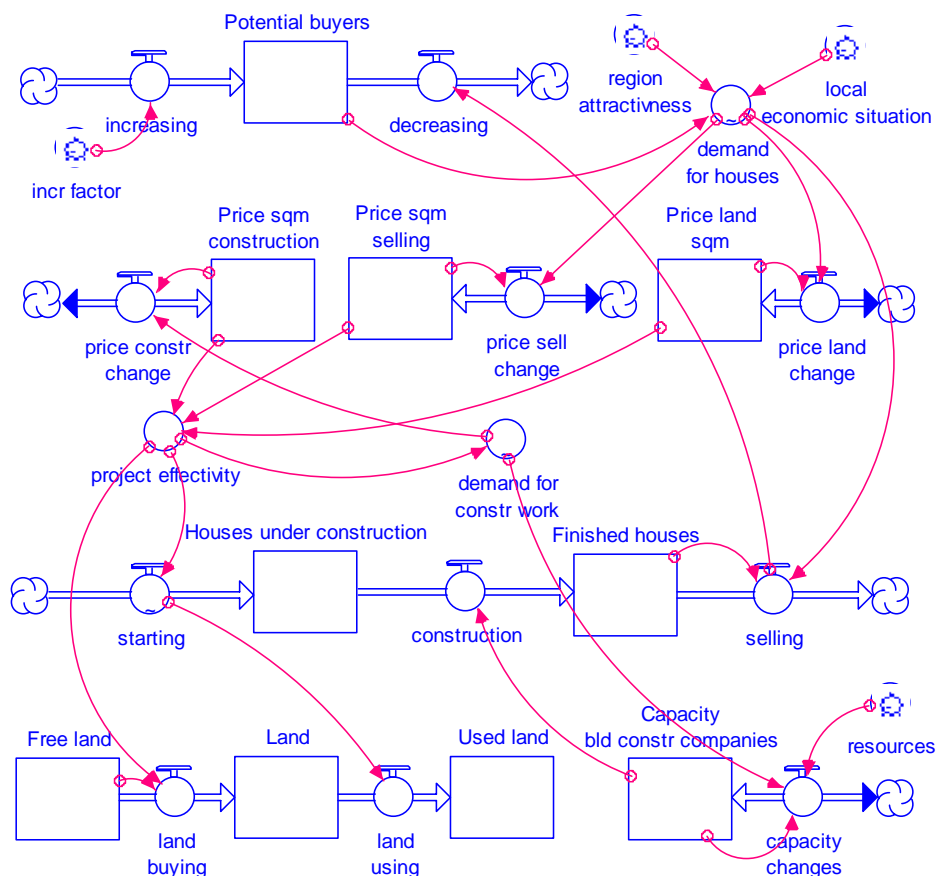 Potential buyers
increasing
decreasing
incr factor
region
attractivness
local
economic situation
demand
for houses
Price sqm
construction
Price sqm
selling
Price land
sqm
price constr
change
price sell
change
price land
change
project effectivity
demand for
constr work
Houses under construction
Finished houses
starting
construction
selling
Free land
Land
Used land
Capacity
bld constr companies
resources
land
buying
land
using
capacity
changes